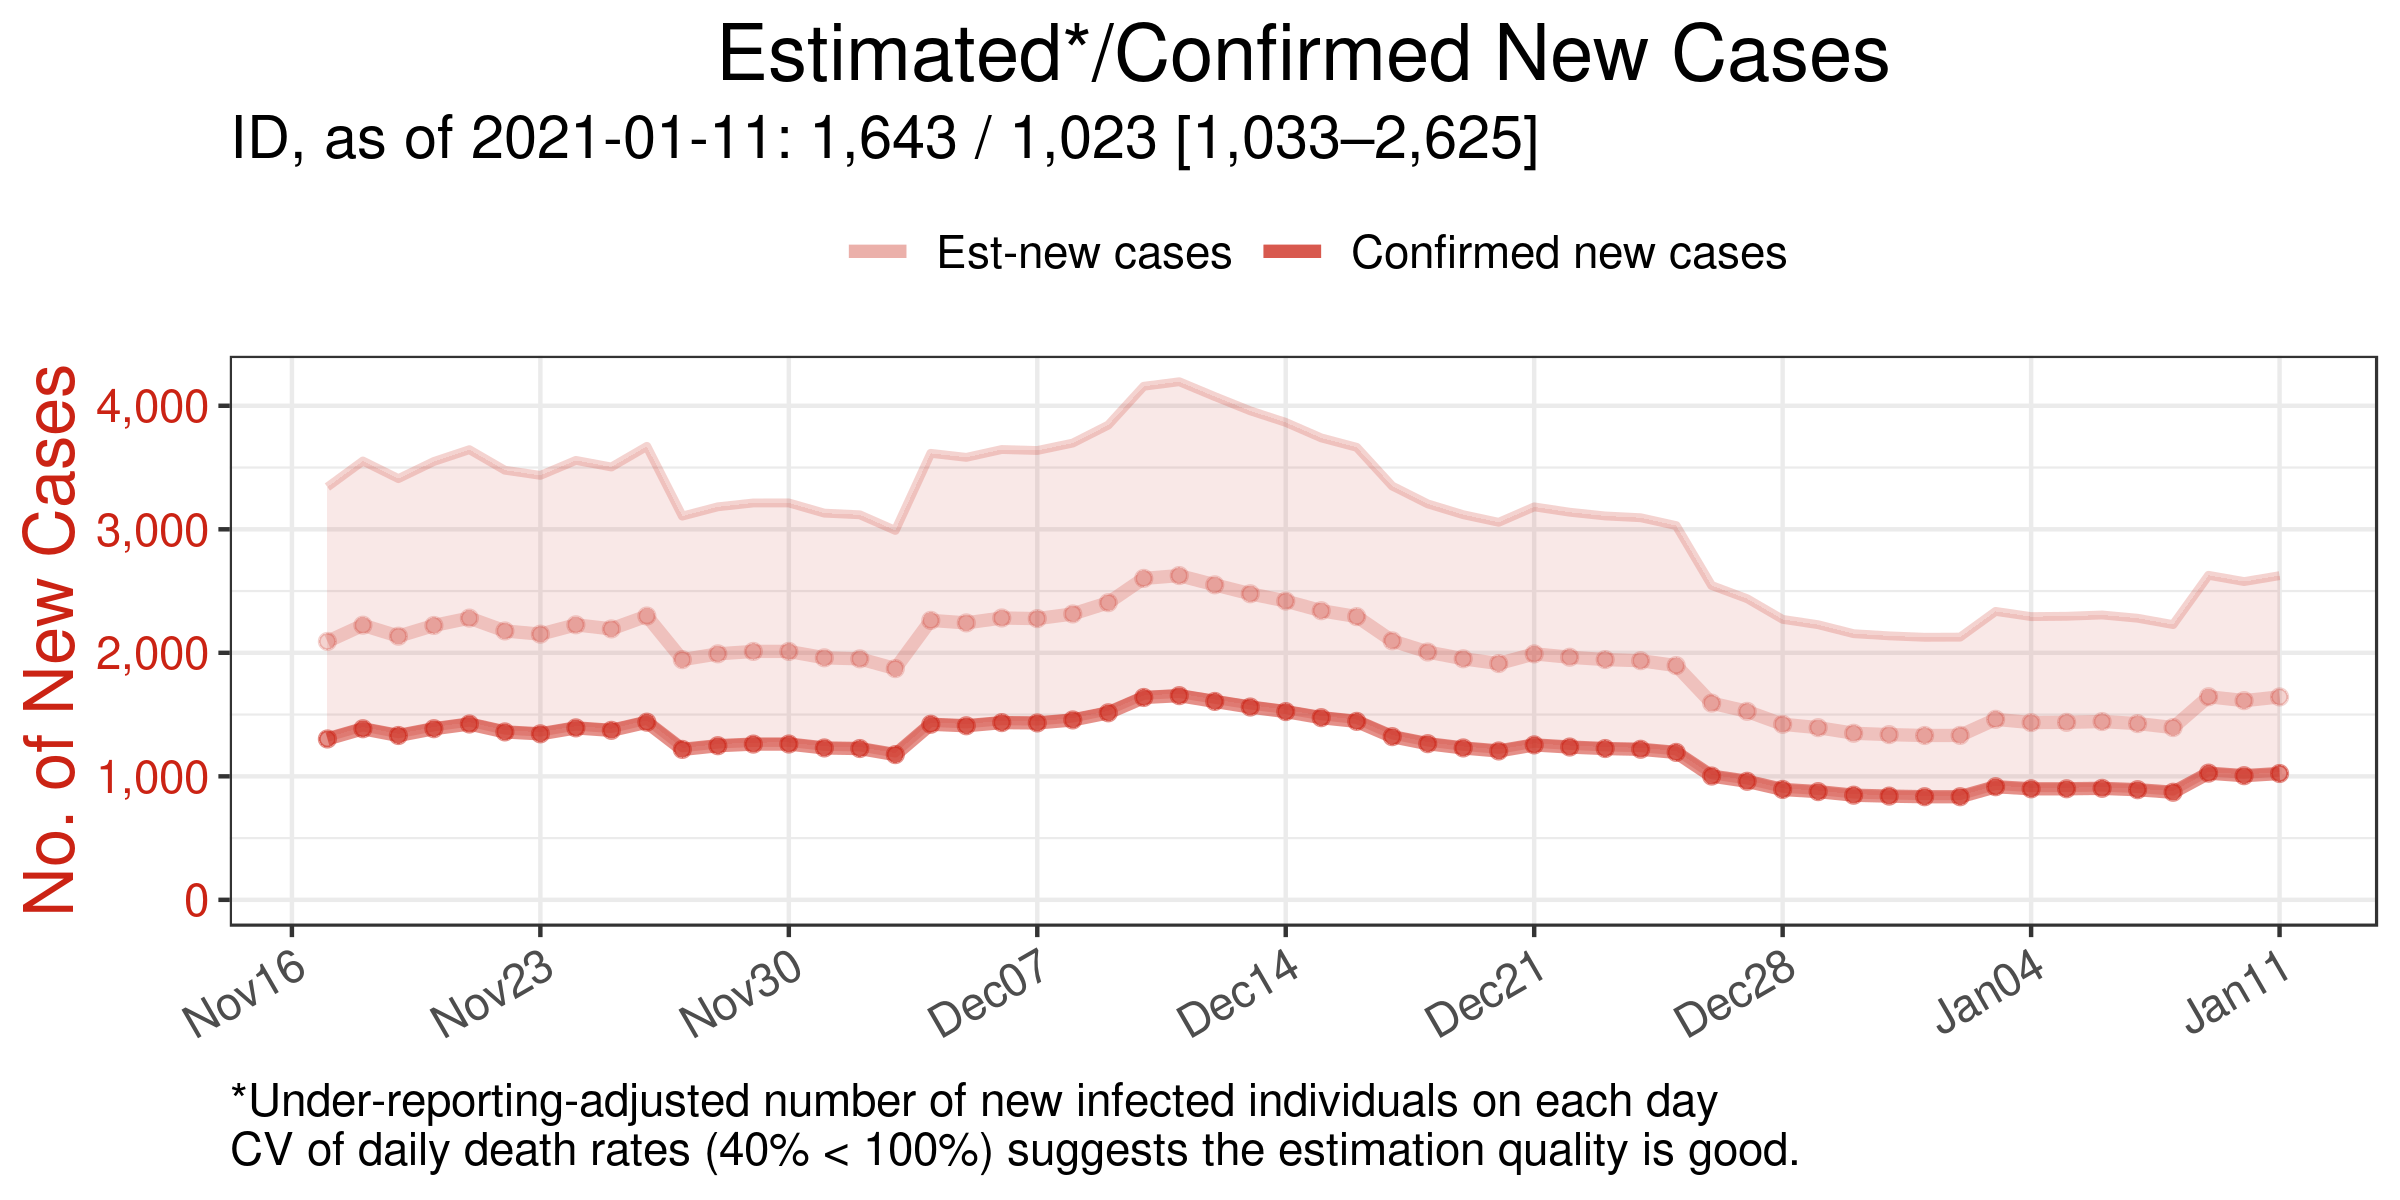 Estimated*/Confirmed New Cases
ID, as of 2021-01-11: 1,643 / 1,023 [1,033–2,625]
Est-new cases
Confirmed new cases
No. of New Cases
4,000
3,000
2,000
1,000
0
Nov16
Nov23
Nov30
Dec07
Dec14
Dec21
Dec28
Jan04
Jan11
*Under-reporting-adjusted number of new infected individuals on each day
CV of daily death rates (40% < 100%) suggests the estimation quality is good.